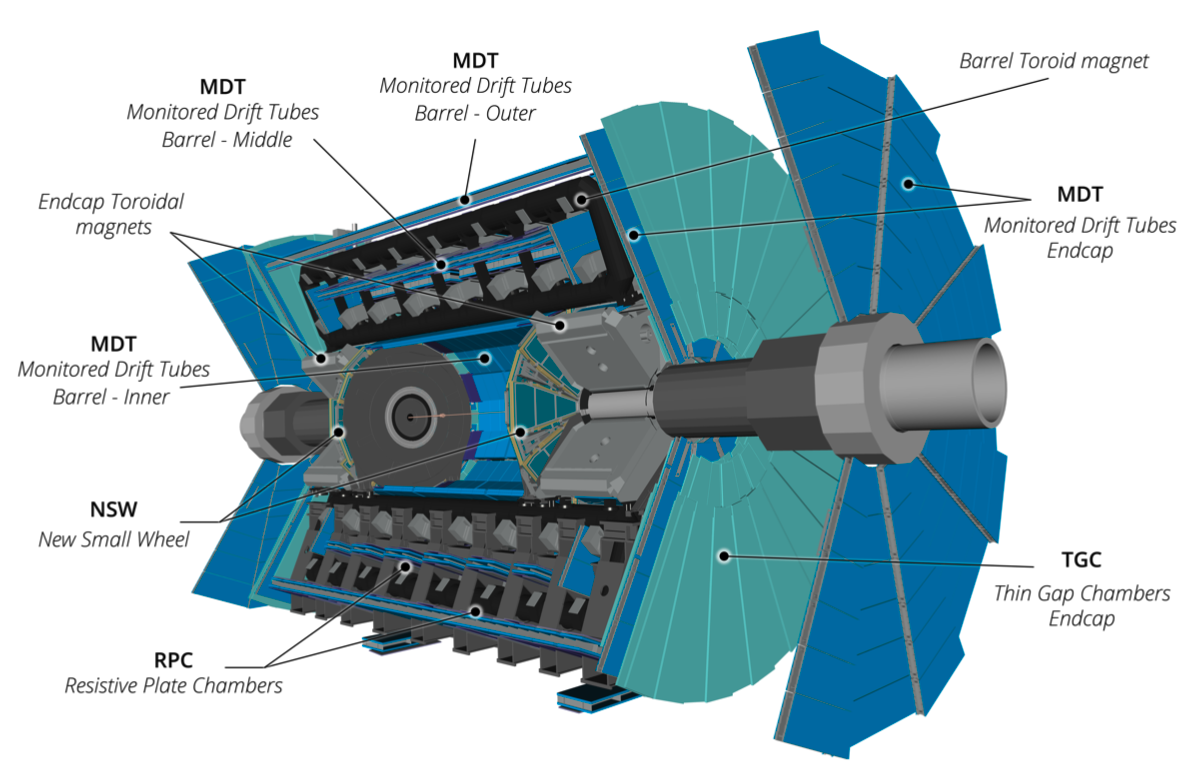 MDT
Monitored Drift Tubes
Barrel - Outer
Barrel Toroid magnet
MDT
Monitored Drift Tubes
Barrel - Middle
Endcap Toroidal
magnets
MDT
Monitored Drift Tubes
Endcap
MDT
Monitored Drift Tubes
Barrel - Inner
NSW
New Small Wheel
TGC
Thin Gap Chambers
Endcap
RPC
Resistive Plate Chambers